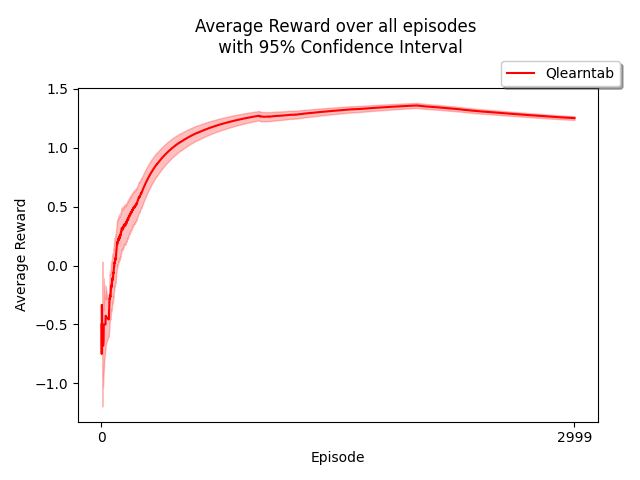 Average Reward over all episodes
with 95% Confidence Interval
Qlearntab
1.5
1.0
0.5
0.0
−0.5
−1.0
Average Reward
0
2999
Episode